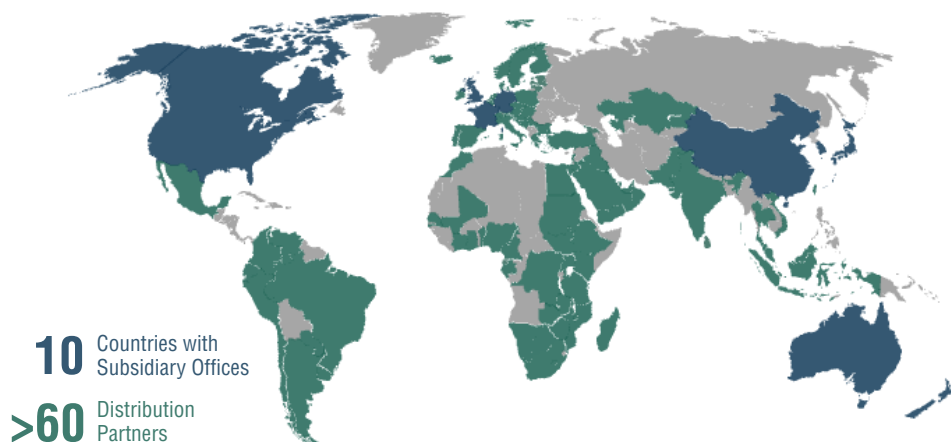 10 Countries with
Subsidiary Offices
>60 Distribution
Partners